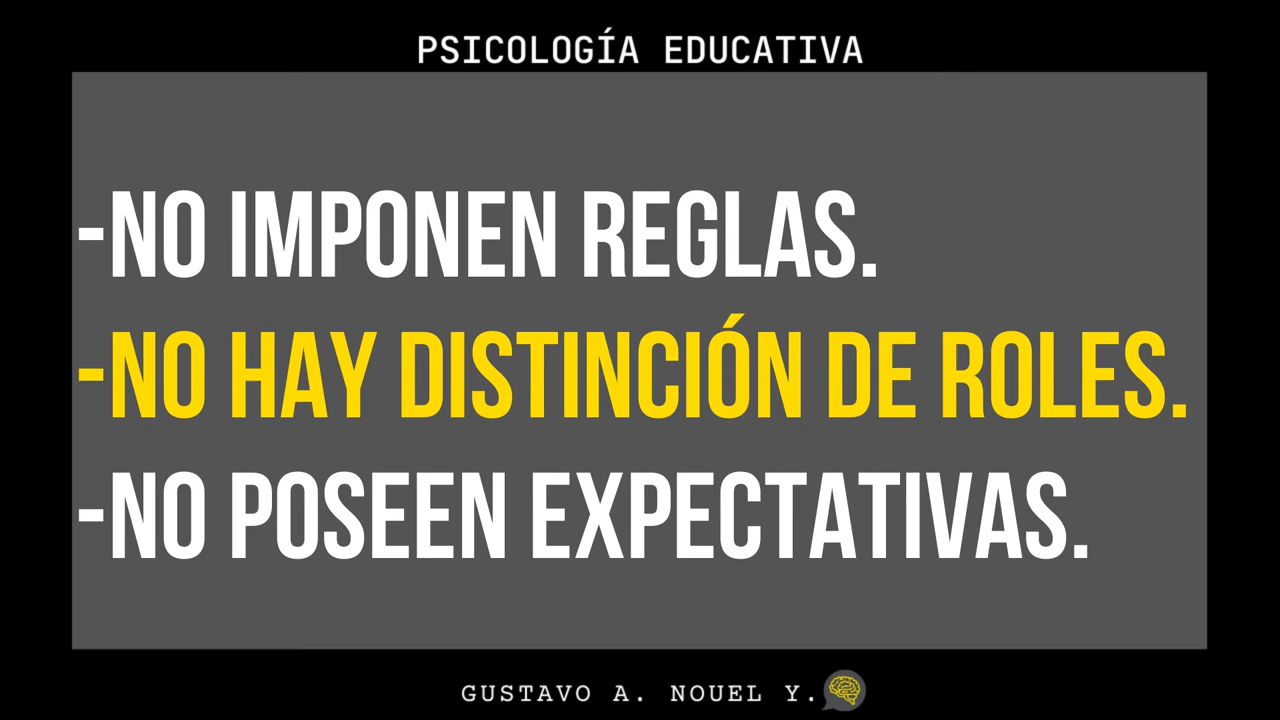 PSICOLOGÍA EDUCATIVA
-NO IMPONEN REGLAS.
-NO HAY DISTINCIÓN DE ROLES.
-NO POSEEN EXPECTATIVAS.
GUSTAVO A. NOUEL Y.